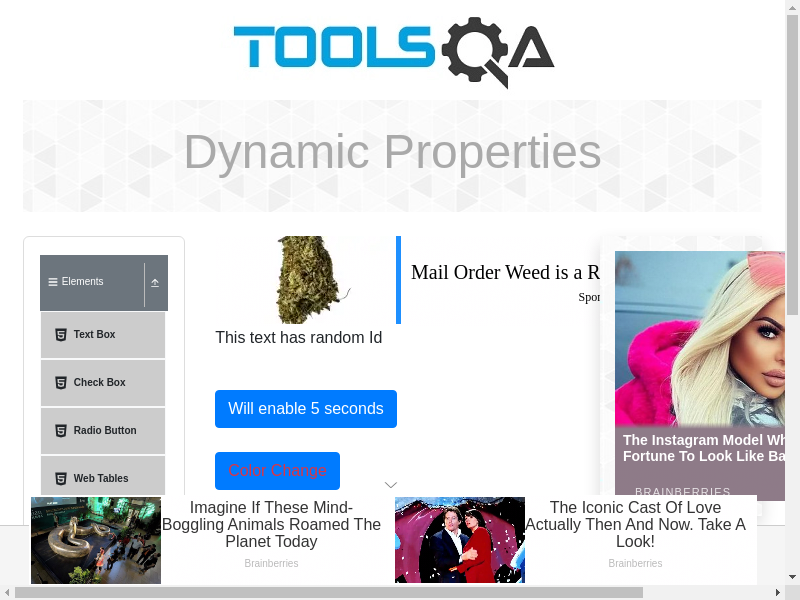 TOOLSQA
Dynamic Properties
Elements
Text Box
Check Box
Radio Button
Web Tables
Mail Order Weed is a R
Spon
This text has random Id
Will enable 5 seconds
Color Change
The Instagram Model Wh
Fortune To Look Like Ba
BRAINBERRIES
Imagine If These Mind-
Boggling Animals Roamed The
Planet Today
Brainberries
The Iconic Cast Of Love
Actually Then And Now. Take A
Look!
Brainberries